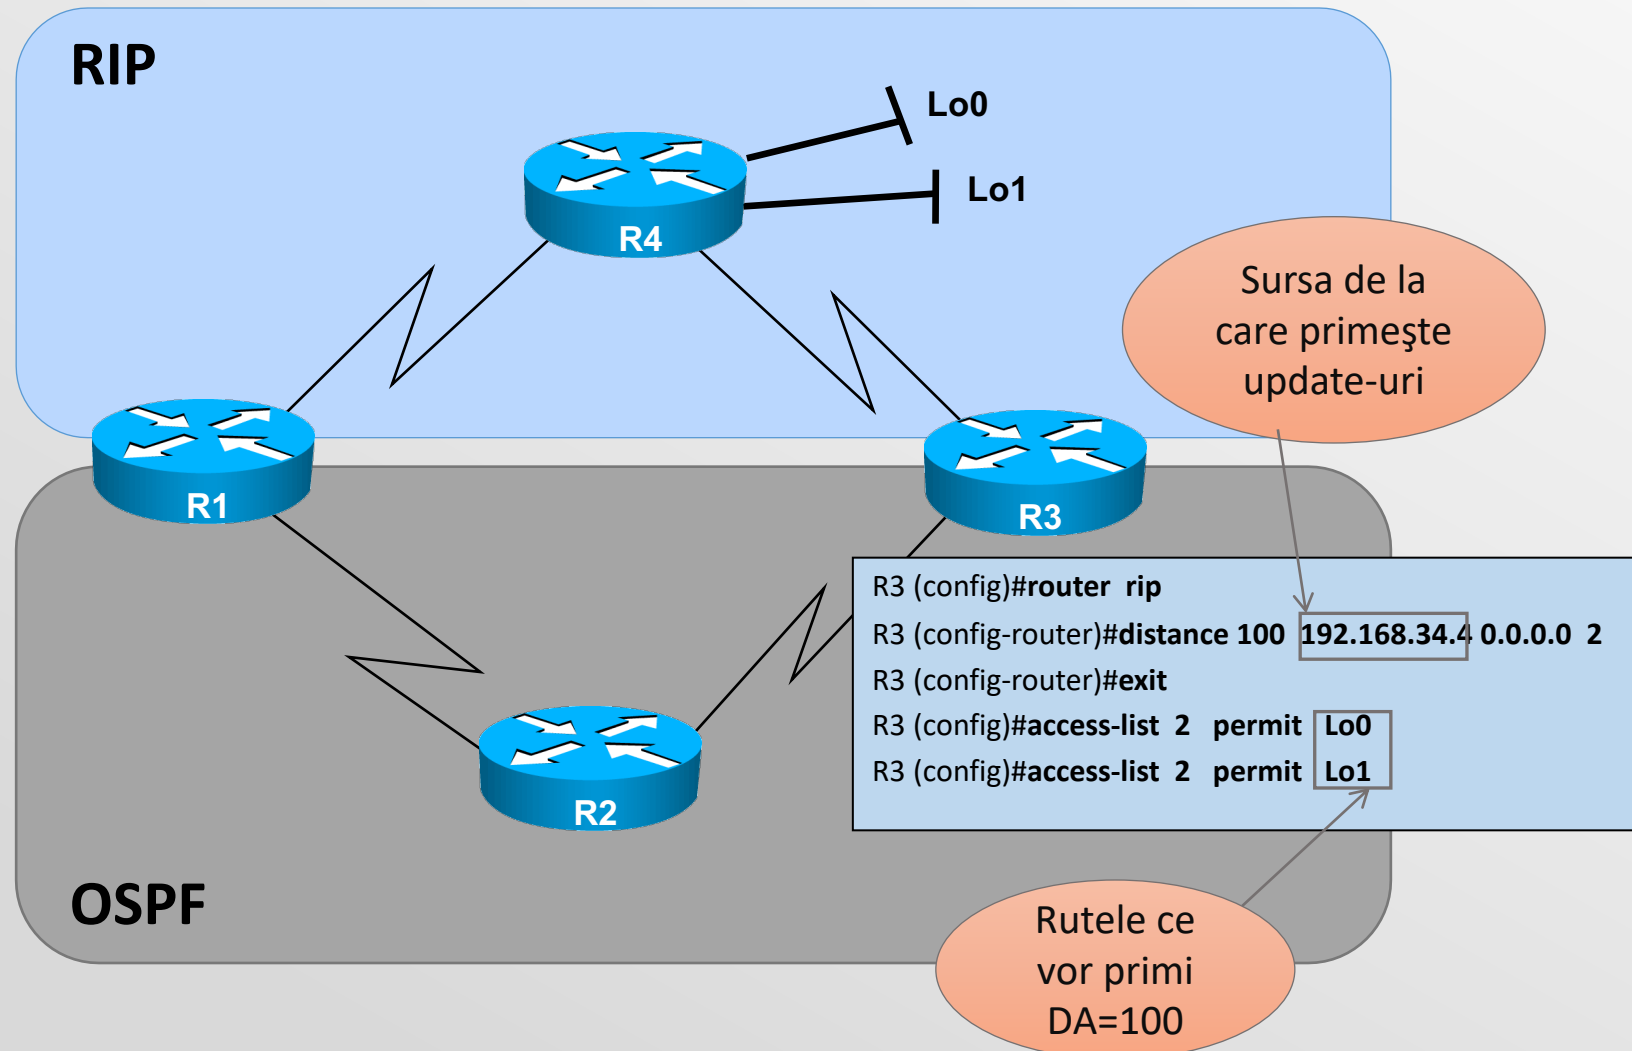 RIP
Lo0
Lo1
R4
Sursa de la
care primeşte
update-uri
R1
R3
R3 (config)#router rip
R3 (config-router)#distance 100 192.168.34.4 0.0.0.0 2
R3 (config-router)#exit
R3 (config)#access-list 2 permit Lo0
R3 (config)#access-list 2 permit Lo1
R2
OSPF
Rutele ce
vor primi
DA=100